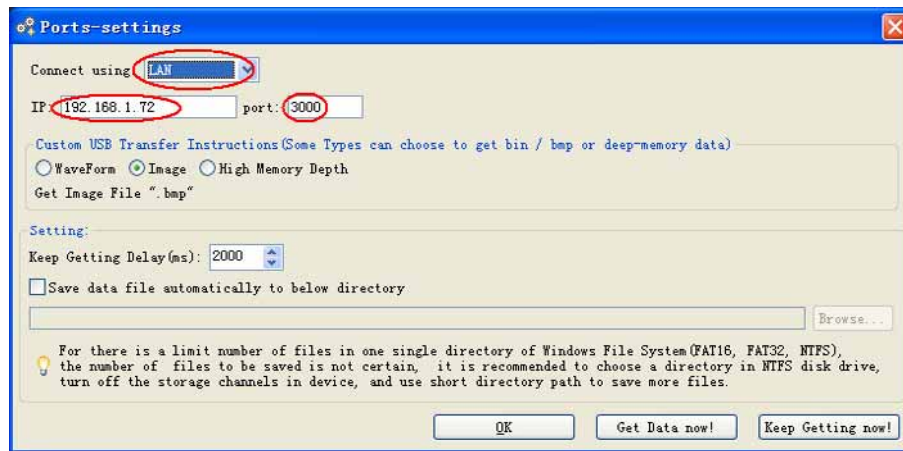 Ports-settings
Connect using LAN
IP: 192.168.1.72 port: 3000
Custom USB Transfer Instructions(Some Types can choose to get bin / bmp or deep-memory data)
WaveForm Image High Memory Depth
Get Image File ".bmp"
Setting:
Keep Getting Delay(ms): 2000
Save data file automatically to below directory
Browse...
For there is a limit number of files in one single directory of Windows File System(FAT16, FAT32, NTFS),
the number of files to be saved is not certain, it is recommended to choose a directory in NTFS disk drive,
turn off the storage channels in device, and use short directory path to save more files.
OK Get Data now! Keep Getting now!